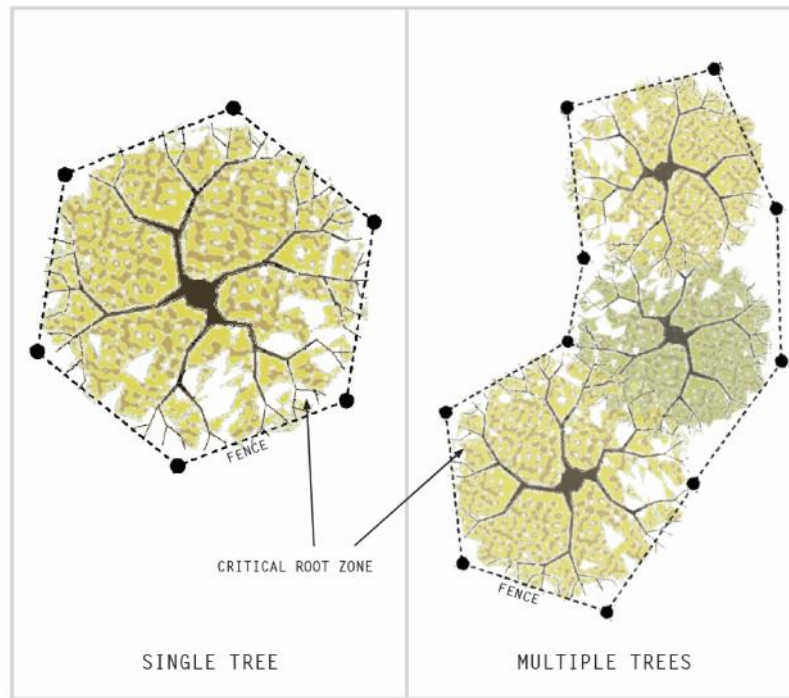 FENCE
CRITICAL ROOT ZONE
FENCE
SINGLE TREE
MULTIPLE TREES